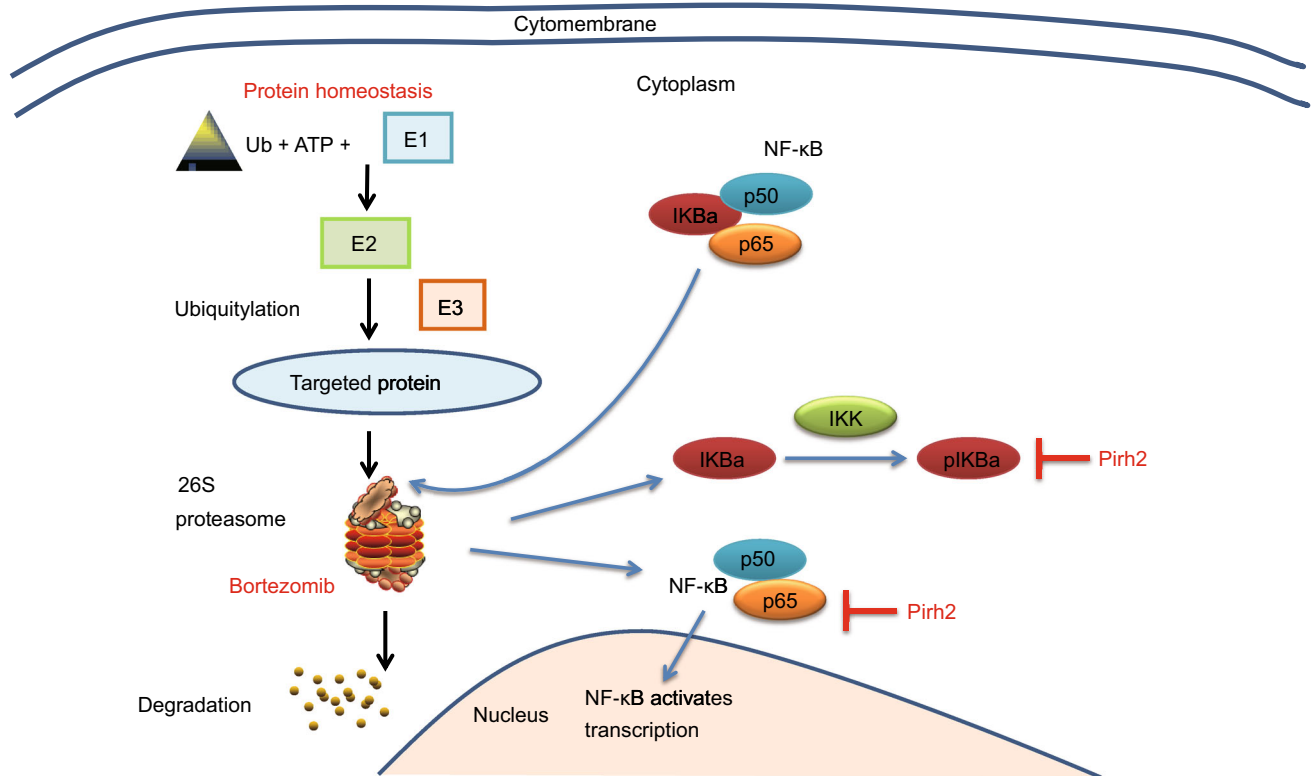 Cytomembrane
Protein homeostasis
Cytoplasm
Ub + ATP +
E1
NF-κB
p50
IKBa
p65
E2
Ubiquitylation
E3
Targeted protein
IKK
IKBa
pIKBa
Pirh2
26S
proteasome
Bortezomib
p50
NF-κB
p65
Pirh2
Degradation
Nucleus
NF-κB activates
transcription